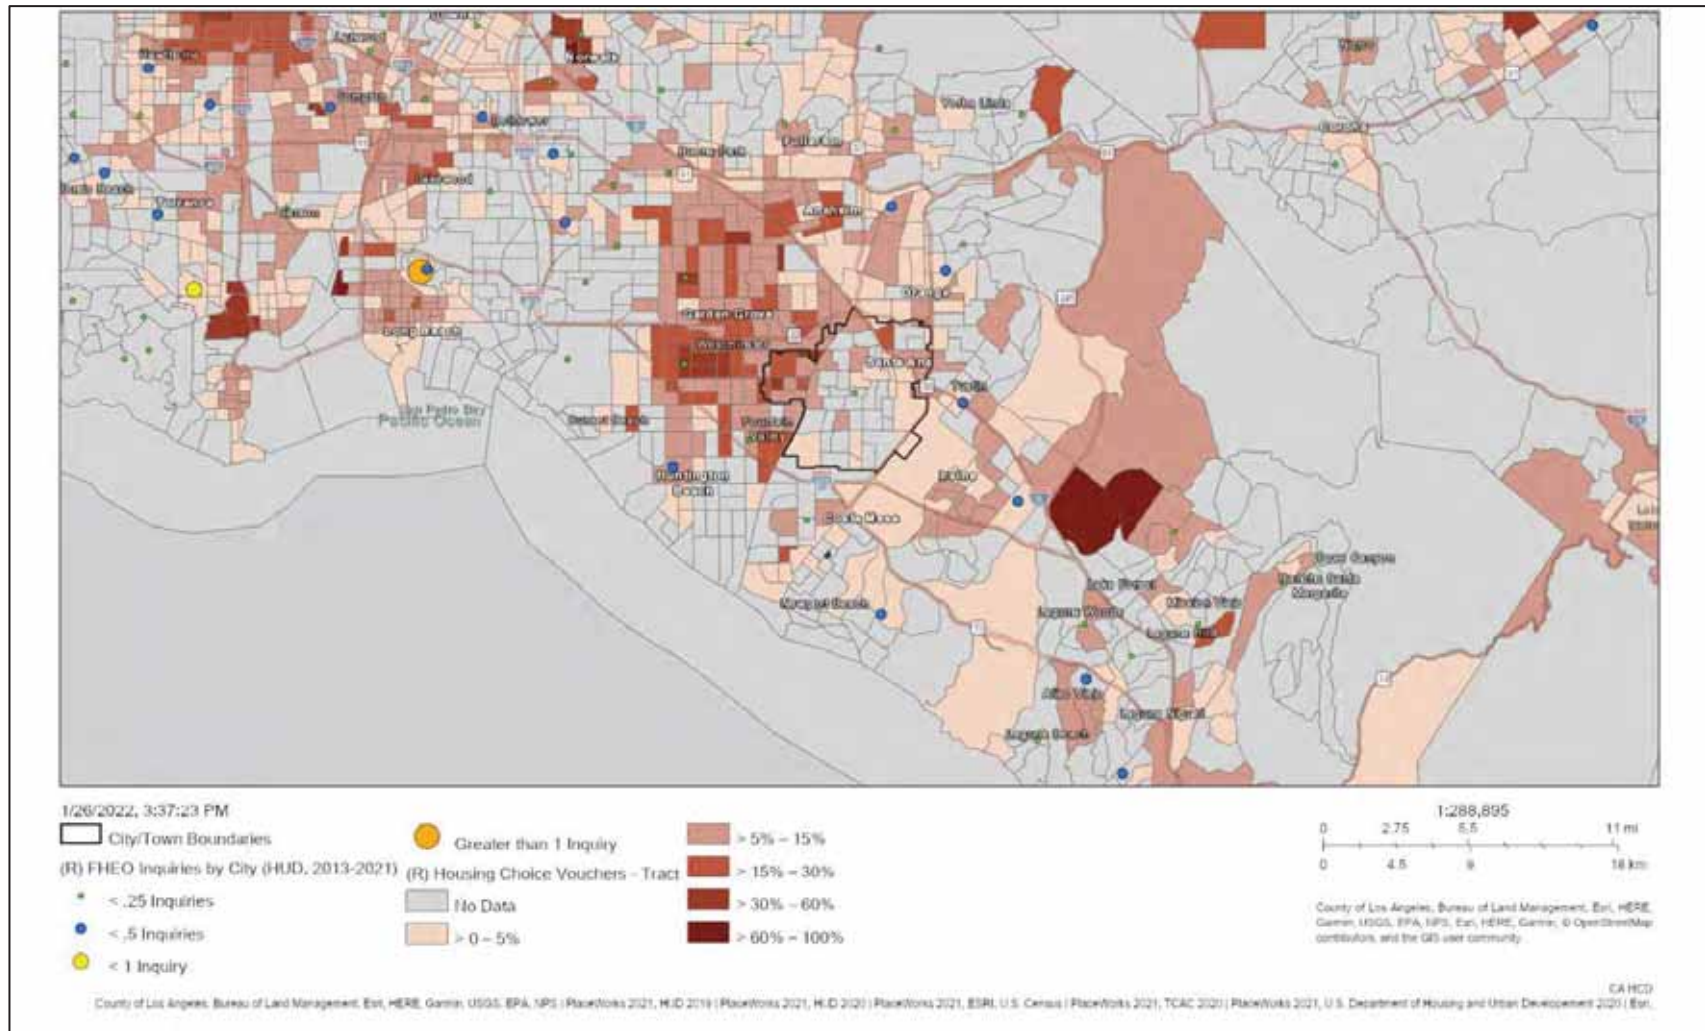 Norwalk
Compton
Bellflower
Yorba Linda
Corona
Buena Park
Fullerton
Lakewood
Torrance
Anaheim
Orange
Garden Grove
Long Beach
Westminster
Santa Ana
Tustin
San Pedro Bay
Pacific Ocean
Sunset Beach
Fountain
Valley
Huntington
Beach
Irvine
Costa Mesa
Newport Beach
Lake Forest
Rancho Santa
Margarita
Laguna Woods
Mission Viejo
Laguna Hills
Aliso Viejo
Laguna Niguel
Laguna Beach
1/26/2022, 3:37:23 PM
City/Town Boundaries
(R) FHEO Inquiries by City (HUD, 2013-2021)
< .25 Inquiries
< .5 Inquiries
< 1 Inquiry
Greater than 1 Inquiry
(R) Housing Choice Vouchers - Tract
No Data
> 0 – 5%
> 5% – 15%
> 15% – 30%
> 30% – 60%
> 60% – 100%
1:288,895
0 2.75 5.5 11 mi
0 4.5 9 18 km
County of Los Angeles, Bureau of Land Management, Esri, HERE,
Garmin, USGS, EPA, NPS, Esri, HERE, Garmin, © OpenStreetMap
contributors, and the GIS user community
CA HCD
County of Los Angeles, Bureau of Land Management, Esri, HERE, Garmin, USGS, EPA, NPS | PlaceWorks 2021, HUD 2019 | PlaceWorks 2021, HUD 2020 | PlaceWorks 2021, ESRI, U.S. Census | PlaceWorks 2021, TCAC 2020 | PlaceWorks 2021, U.S. Department of Housing and Urban Development 2020 | Esri,